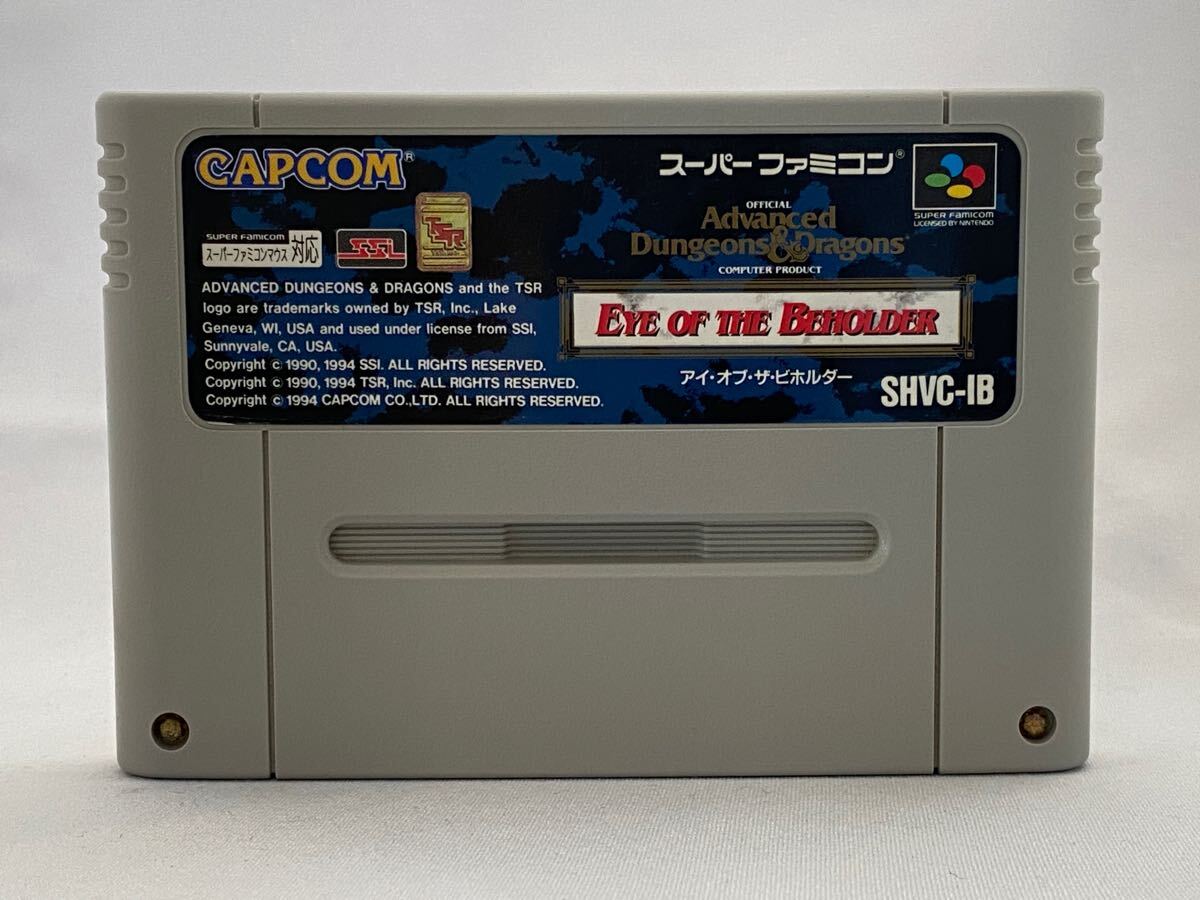 CAPCOM®
SUPER FAMICOM
スーパーファミコンマウス 対応
SSI
TSR
ADVANCED DUNGEONS & DRAGONS and the TSR
logo are trademarks owned by TSR, Inc., Lake
Geneva, WI, USA and used under license from SSI,
Sunnyvale, CA, USA.
Copyright © 1990, 1994 SSI. ALL RIGHTS RESERVED.
Copyright © 1990, 1994 TSR, Inc. ALL RIGHTS RESERVED.
Copyright © 1994 CAPCOM CO.,LTD. ALL RIGHTS RESERVED.
スーパーファミコン®
SUPER FAMICOM
LICENSED BY NINTENDO
OFFICIAL
Advanced
Dungeons & Dragons®
COMPUTER PRODUCT
EYE OF THE BEHOLDER
アイ・オブ・ザ・ビホルダー
SHVC-IB